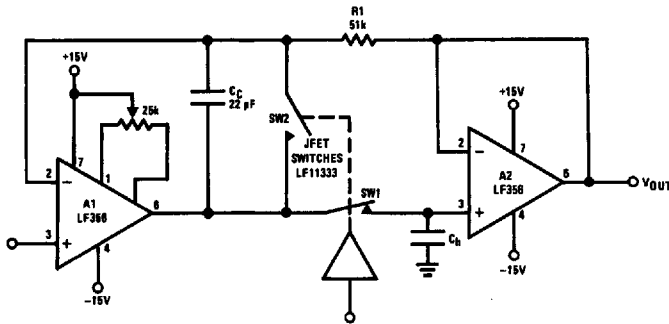 R1
51k
+15V
25k
CC
22 pF
SW2
JFET
SWITCHES
LF11333
+15V
2
7
1
A1
LF356
6
3
4
-15V
SW1
2
7
A2
LF356
6
VOUT
3
4
Ch
-15V